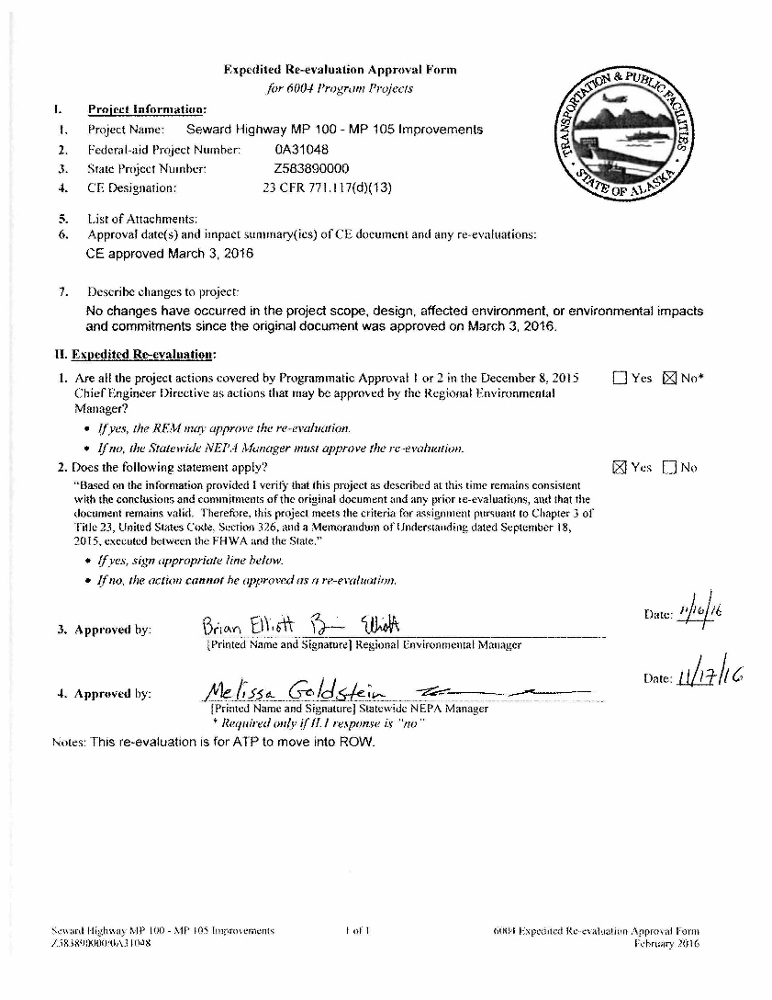 Expedited Re-evaluation Approval Form
for 6004 Program Projects
TRANSPORTATION & PUBLIC FACILITIES
STATE OF ALASKA
I. Project Information:
1. Project Name: Seward Highway MP 100 - MP 105 Improvements
2. Federal-aid Project Number: 0A31048
3. State Project Number: Z583890000
4. CE Designation: 23 CFR 771.117(d)(13)
5. List of Attachments:
6. Approval date(s) and impact summary(ies) of CE document and any re-evaluations:
CE approved March 3, 2016
7. Describe changes to project:
No changes have occurred in the project scope, design, affected environment, or environmental impacts
and commitments since the original document was approved on March 3, 2016.
II. Expedited Re-evaluation:
1. Are all the project actions covered by Programmatic Approval 1 or 2 in the December 8, 2015 ☐ Yes ☒ No*
Chief Engineer Directive as actions that may be approved by the Regional Environmental
Manager?
• If yes, the REM may approve the re-evaluation.
• If no, the Statewide NEPA Manager must approve the re-evaluation.
2. Does the following statement apply? ☒ Yes ☐ No
"Based on the information provided I verify that this project as described at this time remains consistent
with the conclusions and commitments of the original document and any prior re-evaluations, and that the
document remains valid. Therefore, this project meets the criteria for assignment pursuant to Chapter 3 of
Title 23, United States Code, Section 326, and a Memorandum of Understanding dated September 18,
2015, executed between the FHWA and the State."
• If yes, sign appropriate line below.
• If no, the action cannot be approved as a re-evaluation.
3. Approved by: Brian Elliott B Elliott Date: 11/16/16
[Printed Name and Signature] Regional Environmental Manager
4. Approved by: Melissa Goldstein Date: 11/17/16
[Printed Name and Signature] Statewide NEPA Manager
* Required only if II.1 response is "no"
Notes: This re-evaluation is for ATP to move into ROW.
Seward Highway MP 100 - MP 105 Improvements 1 of 1 6004 Expedited Re-evaluation Approval Form
Z583890000/0A31048 February 2016